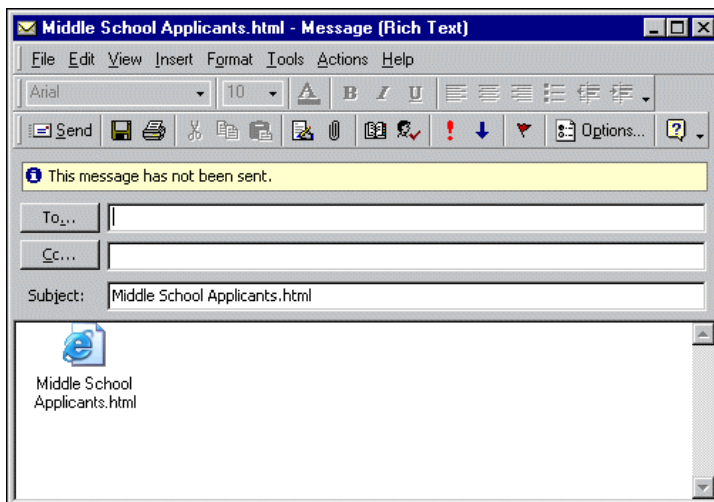 Middle School Applicants.html - Message (Rich Text)
File Edit View Insert Format Tools Actions Help
Arial 10 A B I U
Send Options...
This message has not been sent.
To...
Cc...
Subject: Middle School Applicants.html
Middle School
Applicants.html